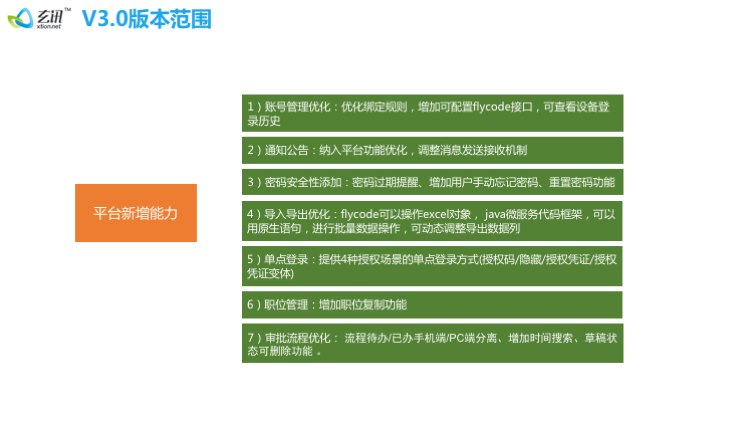 玄讯™
xtion.net
V3.0版本范围
平台新增能力
1）账号管理优化：优化绑定规则，增加可配置flycode接口，可查看设备登
录历史
2）通知公告：纳入平台功能优化，调整消息发送接收机制
3）密码安全性添加：密码过期提醒、增加用户手动忘记密码、重置密码功能
4）导入导出优化：flycode可以操作excel对象， java微服务代码框架，可以
用原生语句，进行批量数据操作，可动态调整导出数据列
5）单点登录：提供4种授权场景的单点登录方式(授权码/隐藏/授权凭证/授权
凭证变体)
6）职位管理：增加职位复制功能
7）审批流程优化： 流程待办/已办手机端/PC端分离、增加时间搜索、草稿状
态可删除功能 。